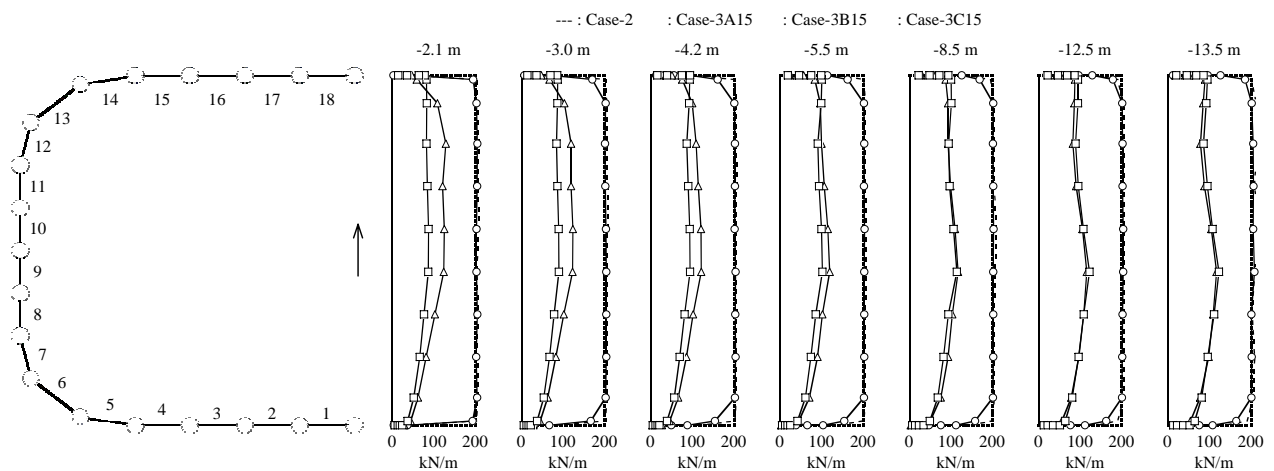 --- : Case-2 : Case-3A15 : Case-3B15 : Case-3C15
-2.1 m -3.0 m -4.2 m -5.5 m -8.5 m -12.5 m -13.5 m
14 15 16 17 18
13
12
11
10
9
8
7
6
5 4 3 2 1
0 100 200 0 100 200 0 100 200 0 100 200 0 100 200 0 100 200 0 100 200
kN/m kN/m kN/m kN/m kN/m kN/m kN/m